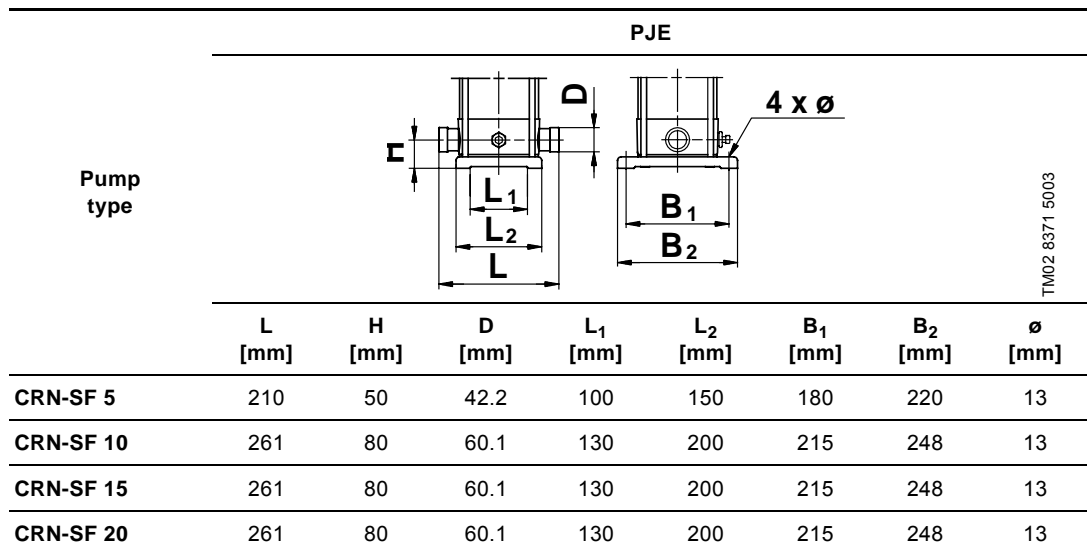 PJE
Pump
type
D
4 x ø
H
L1
L2
L
B1
B2
TM02 8371 5003
L H D L1 L2 B1 B2 ø
[mm] [mm] [mm] [mm] [mm] [mm] [mm] [mm]
CRN-SF 5 210 50 42.2 100 150 180 220 13
CRN-SF 10 261 80 60.1 130 200 215 248 13
CRN-SF 15 261 80 60.1 130 200 215 248 13
CRN-SF 20 261 80 60.1 130 200 215 248 13